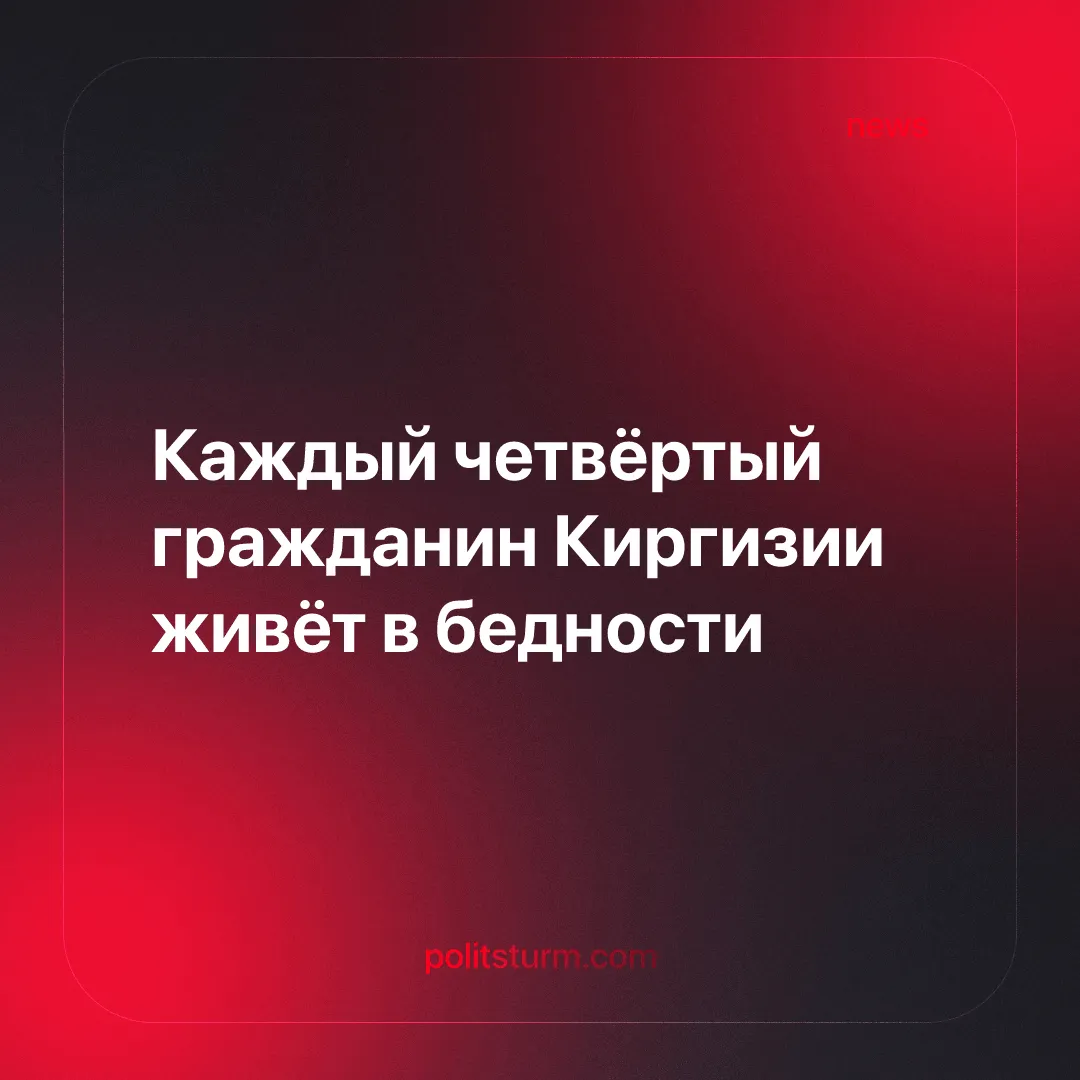 news
Каждый четвёртый
гражданин Киргизии
живёт в бедности
politsturm.com